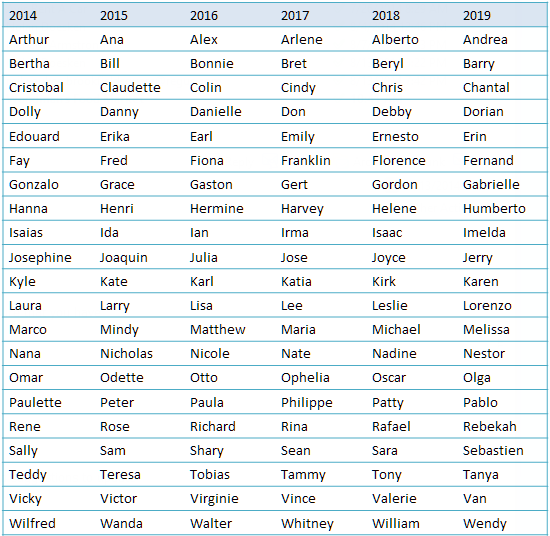 2014 2015 2016 2017 2018 2019
Arthur Ana Alex Arlene Alberto Andrea
Bertha Bill Bonnie Bret Beryl Barry
Cristobal Claudette Colin Cindy Chris Chantal
Dolly Danny Danielle Don Debby Dorian
Edouard Erika Earl Emily Ernesto Erin
Fay Fred Fiona Franklin Florence Fernand
Gonzalo Grace Gaston Gert Gordon Gabrielle
Hanna Henri Hermine Harvey Helene Humberto
Isaias Ida Ian Irma Isaac Imelda
Josephine Joaquin Julia Jose Joyce Jerry
Kyle Kate Karl Katia Kirk Karen
Laura Larry Lisa Lee Leslie Lorenzo
Marco Mindy Matthew Maria Michael Melissa
Nana Nicholas Nicole Nate Nadine Nestor
Omar Odette Otto Ophelia Oscar Olga
Paulette Peter Paula Philippe Patty Pablo
Rene Rose Richard Rina Rafael Rebekah
Sally Sam Shary Sean Sara Sebastien
Teddy Teresa Tobias Tammy Tony Tanya
Vicky Victor Virginie Vince Valerie Van
Wilfred Wanda Walter Whitney William Wendy